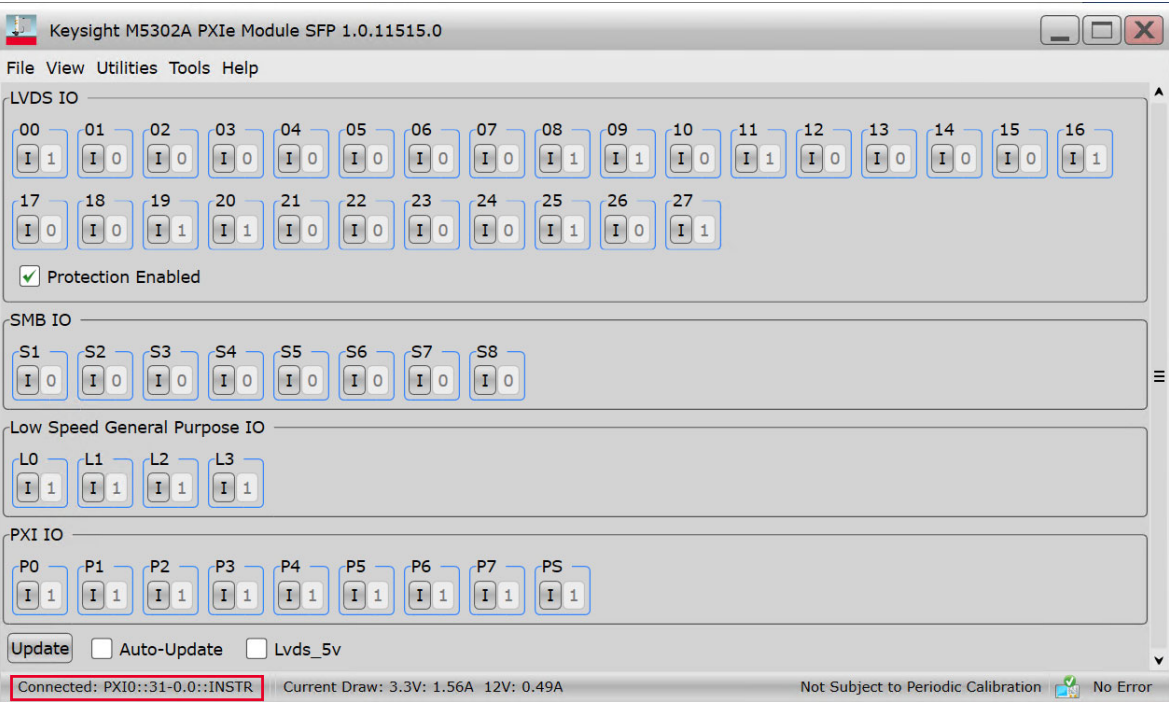 Keysight M5302A PXIe Module SFP 1.0.11515.0
File View Utilities Tools Help
LVDS IO
00 01 02 03 04 05 06 07 08 09 10 11 12 13 14 15 16
I 1 I 0 I 0 I 0 I 0 I 0 I 0 I 0 I 1 I 1 I 0 I 1 I 0 I 0 I 0 I 0 I 1
17 18 19 20 21 22 23 24 25 26 27
I 0 I 0 I 1 I 1 I 0 I 0 I 0 I 0 I 1 I 0 I 1
Protection Enabled
SMB IO
S1 S2 S3 S4 S5 S6 S7 S8
I 0 I 0 I 0 I 0 I 0 I 0 I 0 I 0
Low Speed General Purpose IO
L0 L1 L2 L3
I 1 I 1 I 1 I 1
PXI IO
P0 P1 P2 P3 P4 P5 P6 P7 PS
I 1 I 1 I 1 I 1 I 1 I 1 I 1 I 1 I 1
Update Auto-Update Lvds_5v
Connected: PXI0::31-0.0::INSTR Current Draw: 3.3V: 1.56A 12V: 0.49A Not Subject to Periodic Calibration No Error